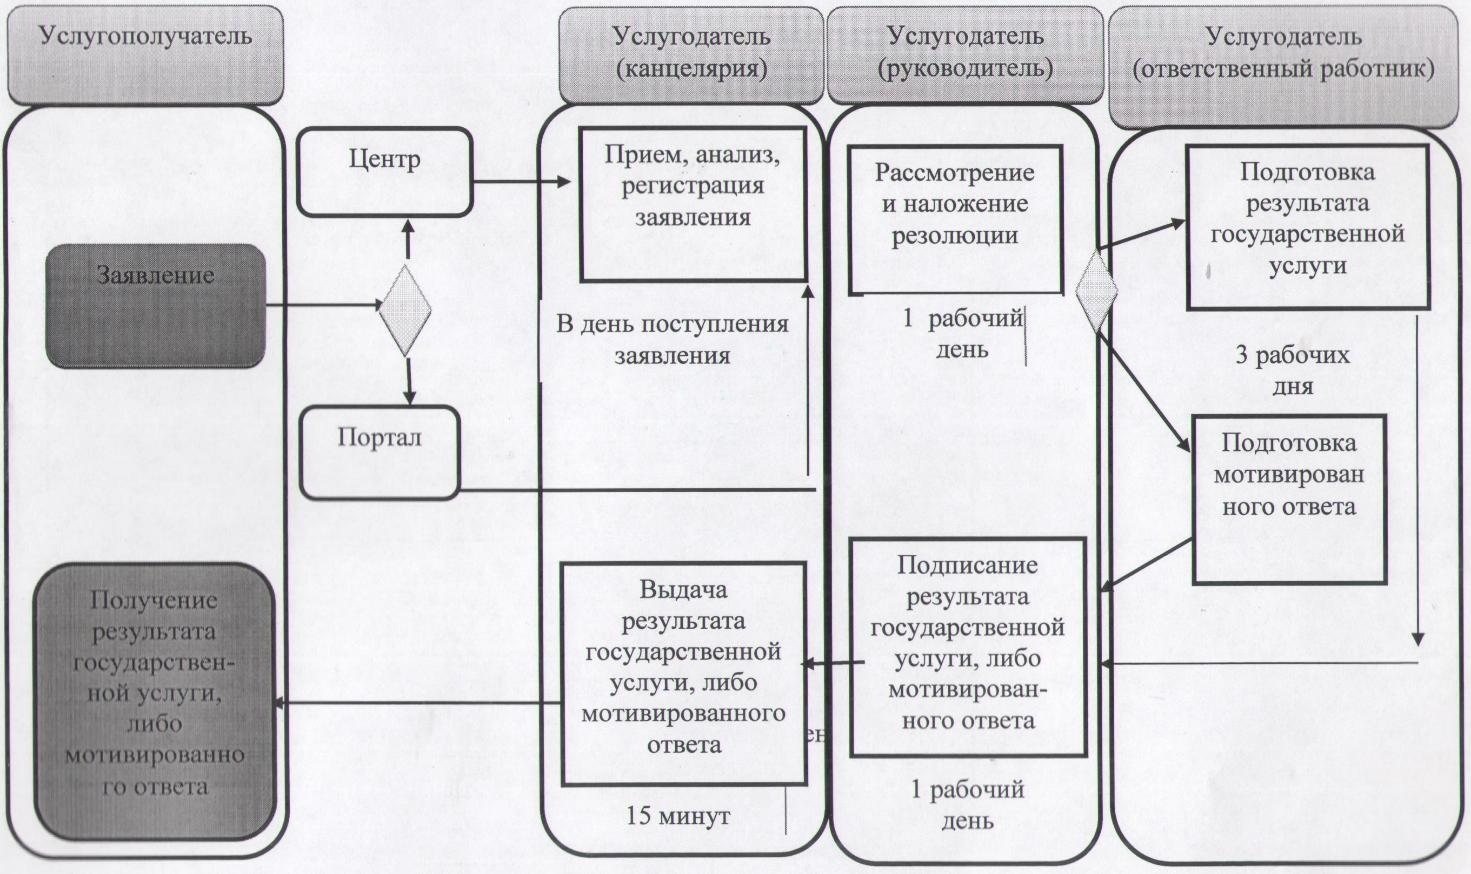 Услугополучатель
Услугодатель
(канцелярия)
Услугодатель
(руководитель)
Услугодатель
(ответственный работник)
Центр
Прием, анализ,
регистрация
заявления
Рассмотрение
и наложение
резолюции
Подготовка
результата
государственной
услуги
Заявление
В день поступления
заявления
1 рабочий
день
3 рабочих
дня
Портал
Подготовка
мотивирован
ного ответа
Получение
результата
государствен-
ной услуги,
либо
мотивированно
го ответа
Выдача
результата
государственной
услуги, либо
мотивированного
ответа
ен
Подписание
результата
государственной
услуги, либо
мотивирован-
ного ответа
15 минут
1 рабочий
день